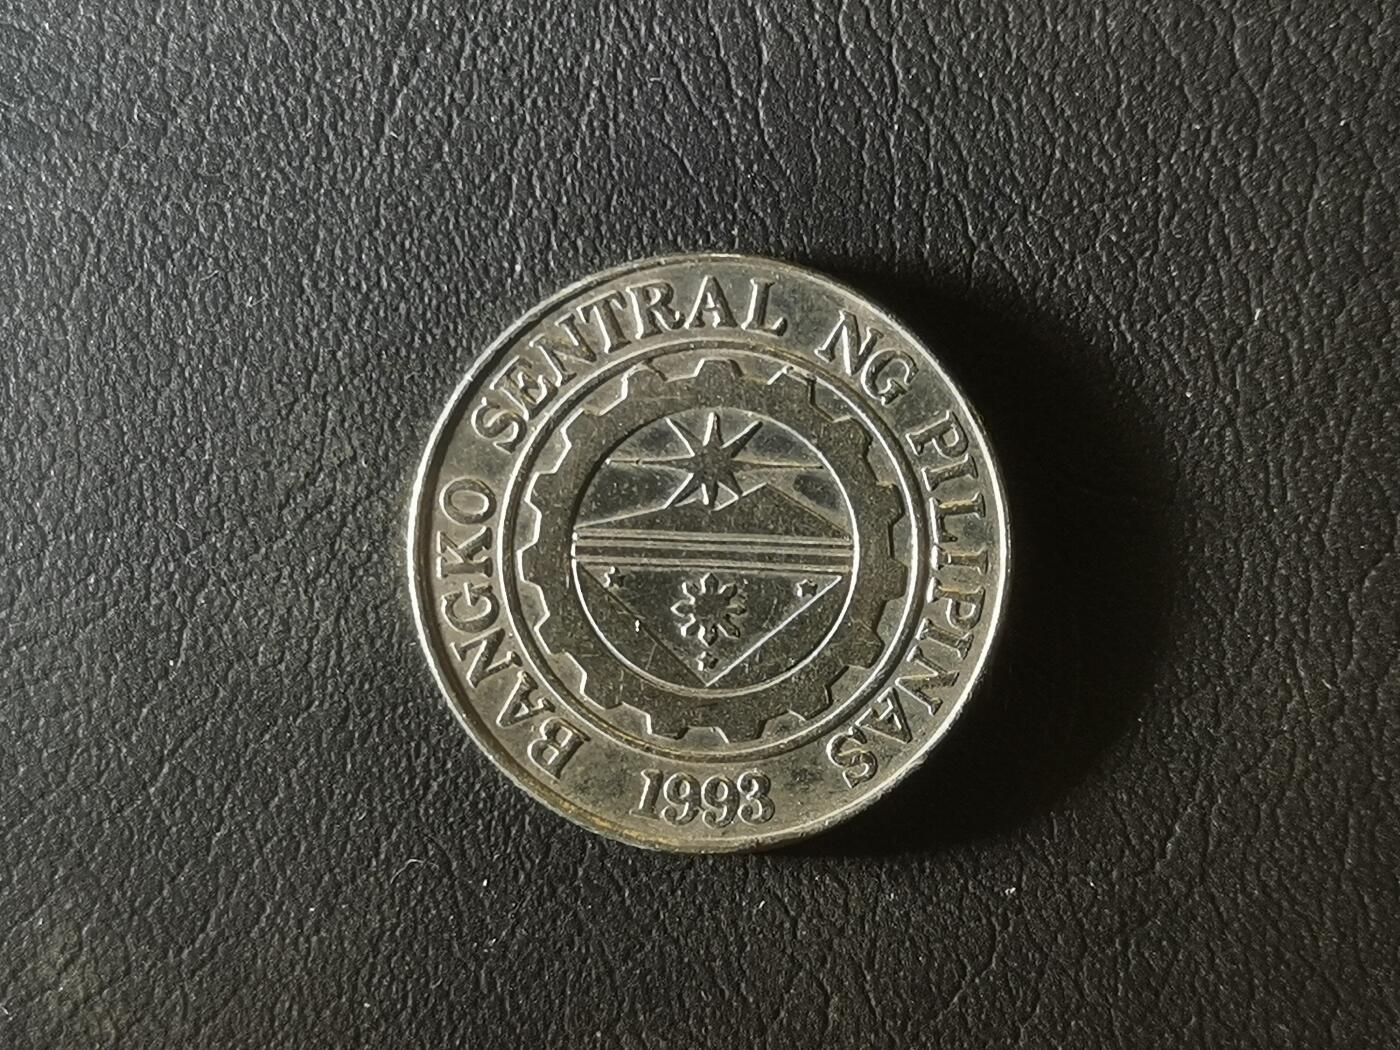 BANGKO SENTRAL NG PILIPINAS
1993